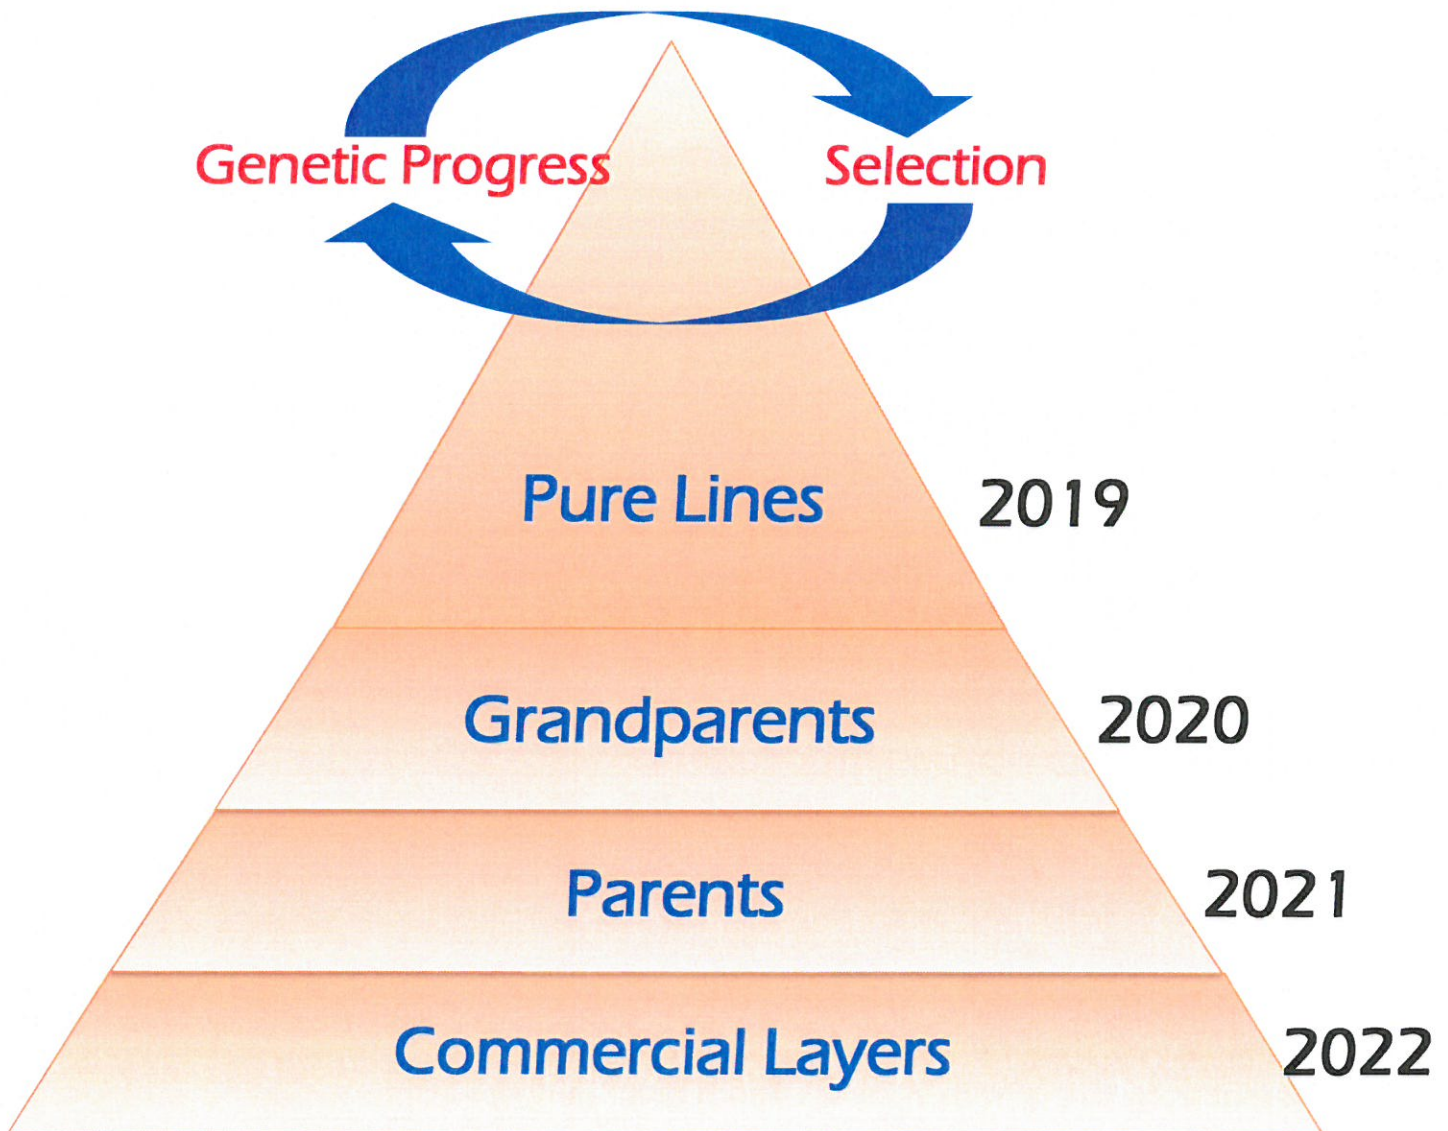 Genetic Progress
Selection
Pure Lines
2019
Grandparents
2020
Parents
2021
Commercial Layers
2022